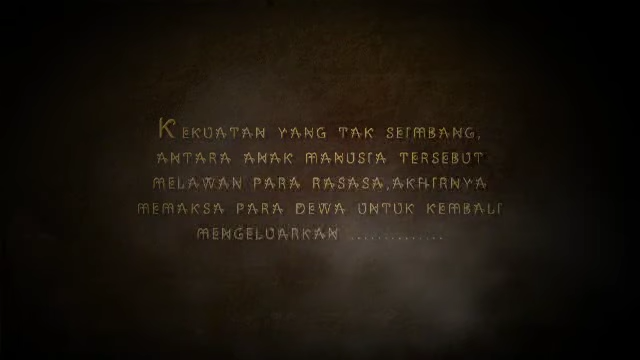 KEKUATAN YANG TAK SEIMBANG,
ANTARA ANAK MANUSIA TERSEBUT
MELAWAN PARA RASASA,AKHIRNYA
MEMAKSA PARA DEWA UNTUK KEMBALI
MENGELUARKAN ..............